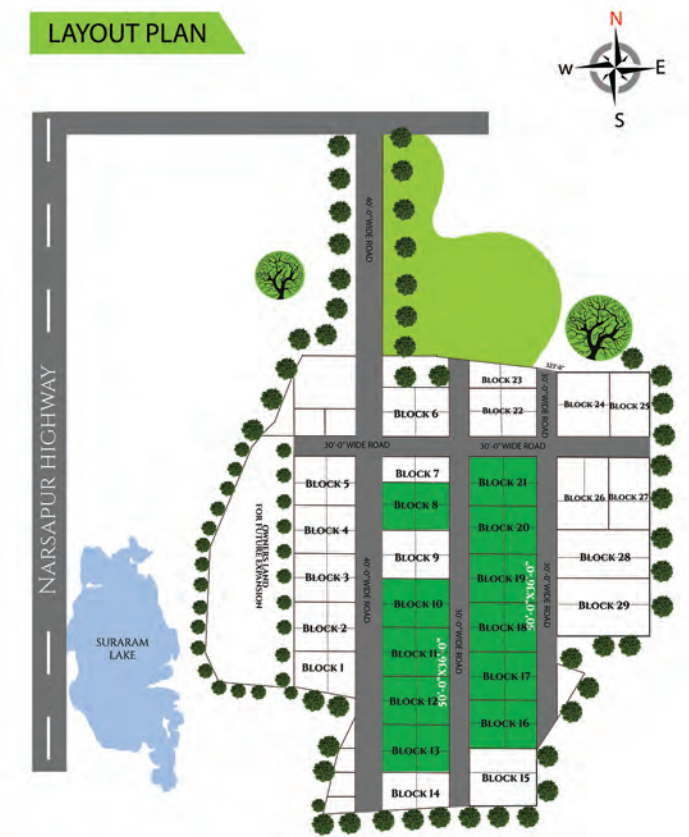 LAYOUT PLAN
N
W
E
S
40'-0"WIDE ROAD
BLOCK 23
BLOCK 6
BLOCK 22
30'-0"WIDE ROAD
BLOCK 24
BLOCK 25
30'-0"WIDE ROAD
30'-0"WIDE ROAD
NARSAPUR HIGHWAY
BLOCK 5
BLOCK 7
BLOCK 21
BLOCK 8
BLOCK 26
BLOCK 27
OWNERS LAND
FOR FUTURE EXPANSION
BLOCK 4
BLOCK 20
BLOCK 9
BLOCK 28
BLOCK 3
40'-0"WIDE ROAD
BLOCK 19
30'-0"WIDE ROAD
BLOCK 10
BLOCK 29
30'-0"WIDE ROAD
BLOCK 2
BLOCK 18
SURARAM
LAKE
BLOCK 11
50'-0"X36'-0"
BLOCK 1
BLOCK 17
BLOCK 12
BLOCK 16
BLOCK 13
BLOCK 15
BLOCK 14